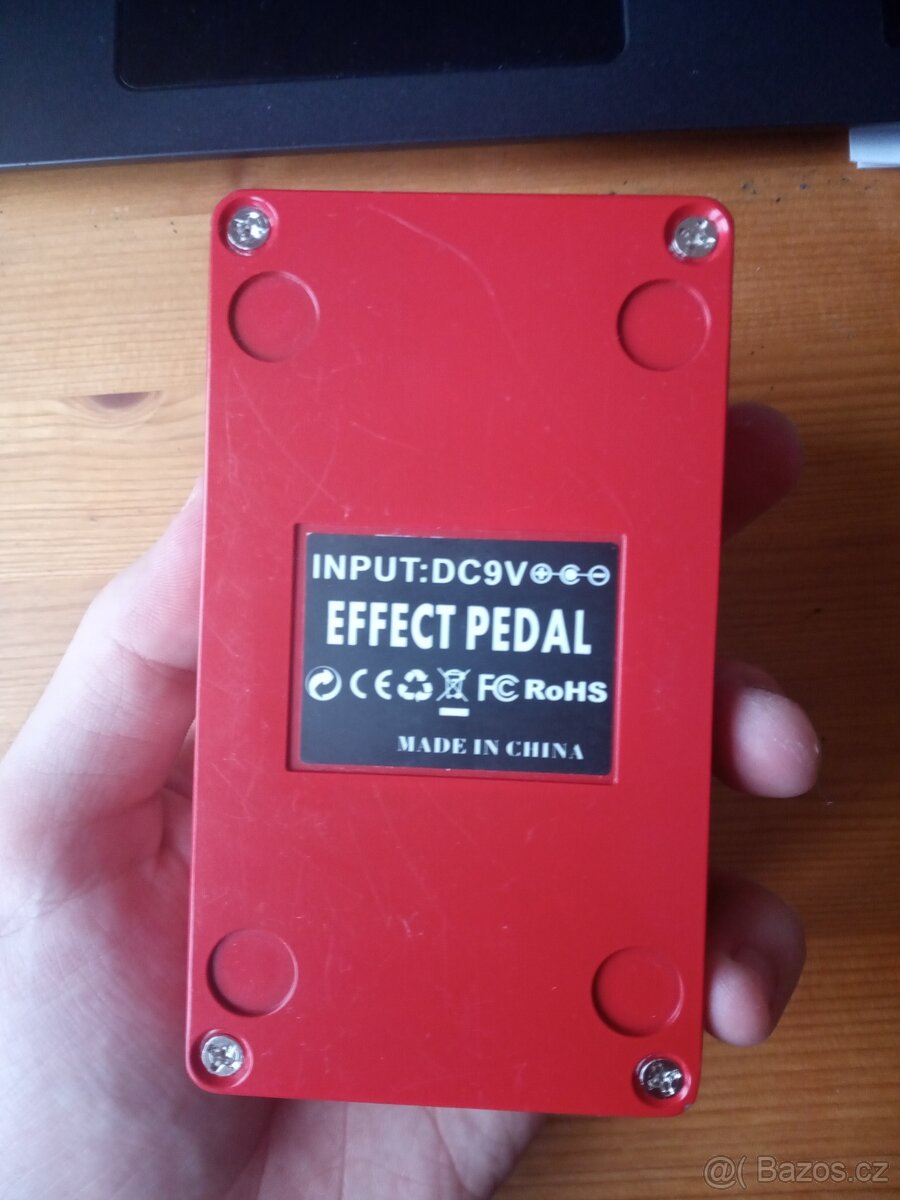 INPUT:DC9V
EFFECT PEDAL
CE FC RoHS
MADE IN CHINA
@( Bazos.cz